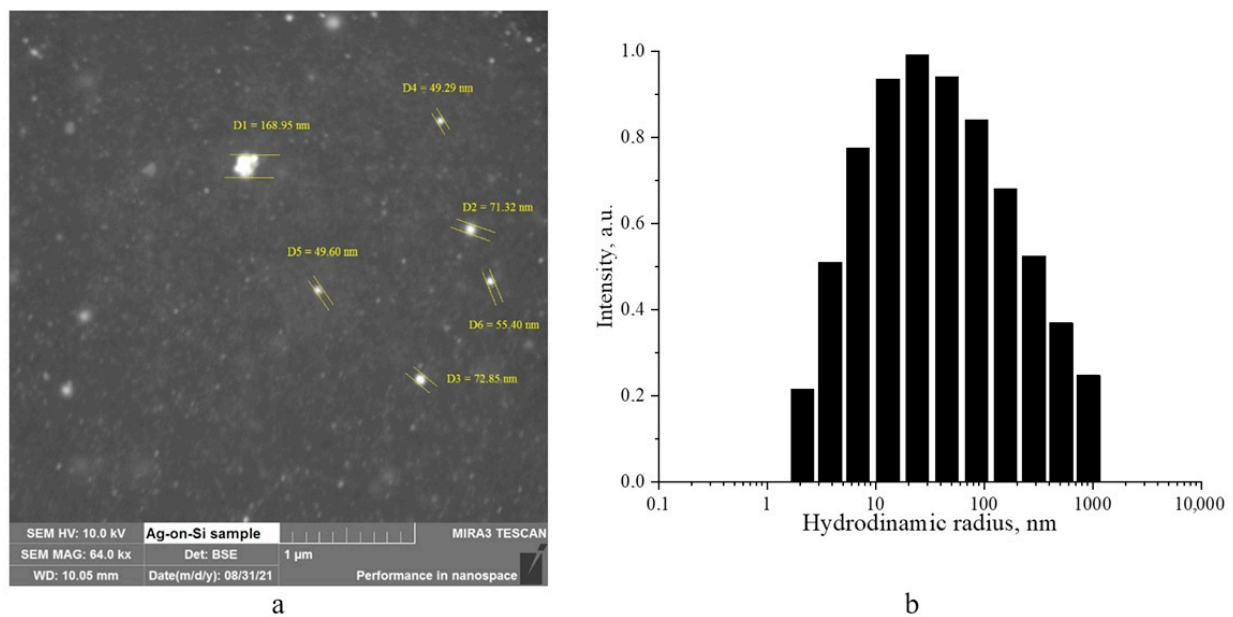 D4 = 49.29 nm
D1 = 168.95 nm
D2 = 71.32 nm
D5 = 49.60 nm
D6 = 55.40 nm
D3 = 72.85 nm
SEM HV: 10.0 kV
Ag-on-Si sample
MIRA3 TESCAN
SEM MAG: 64.0 kx
Det: BSE
1 µm
WD: 10.05 mm
Date(m/d/y): 08/31/21
Performance in nanospace
a
1.0
0.8
0.6
0.4
0.2
0.0
Intensity, a.u.
0.1
1
10
100
1000
10,000
Hydrodinamic radius, nm
b